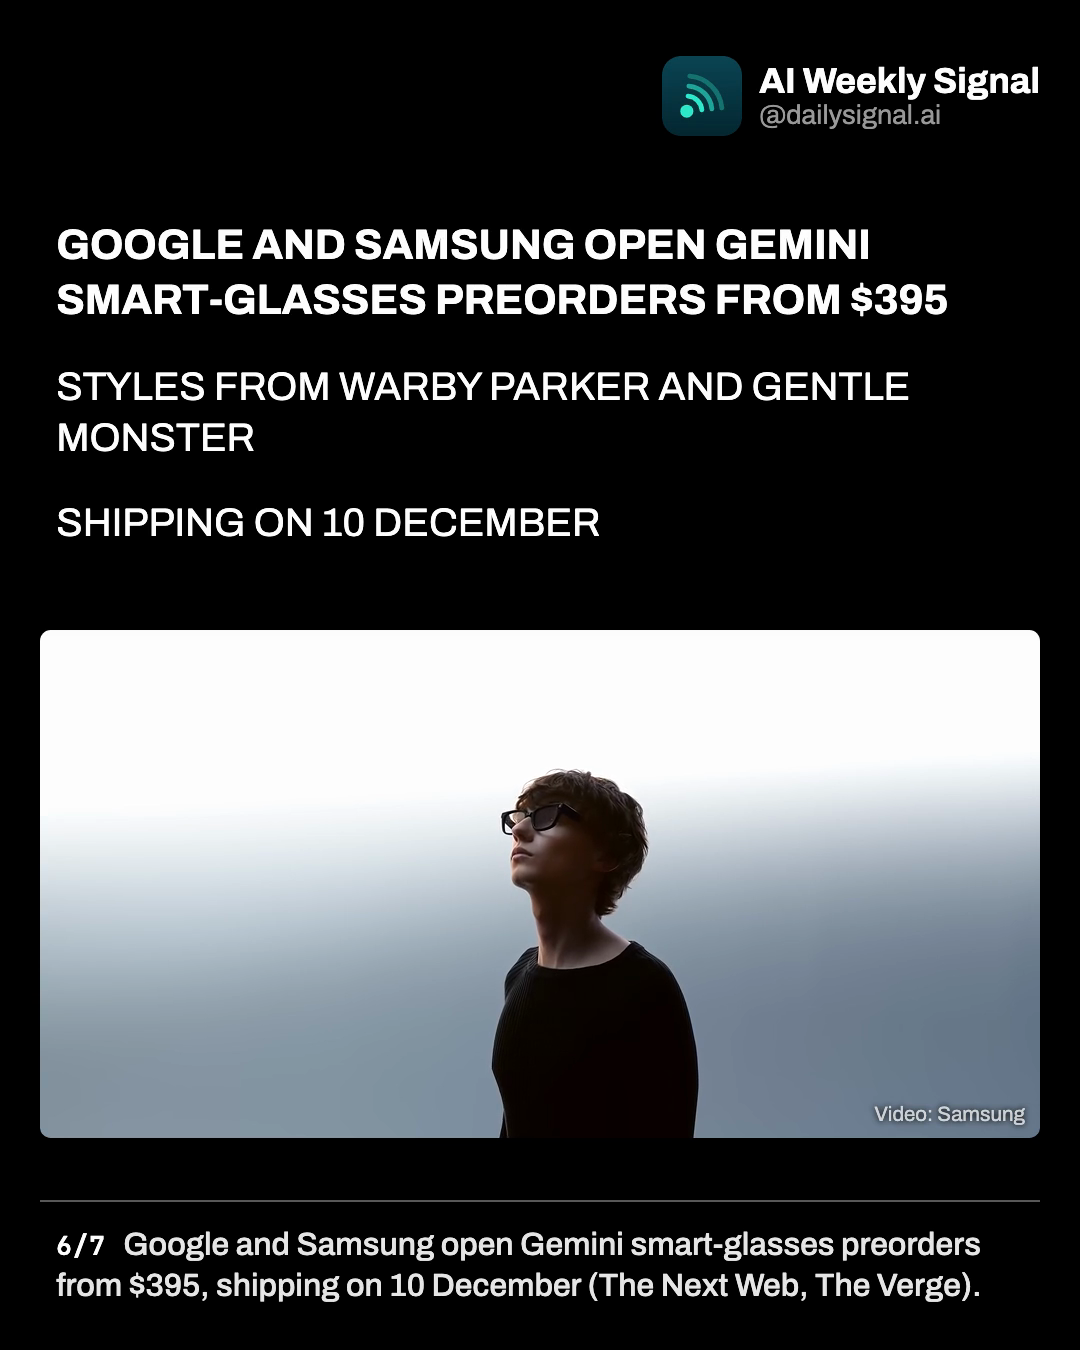 AI Weekly Signal
@dailysignal.ai
GOOGLE AND SAMSUNG OPEN GEMINI
SMART-GLASSES PREORDERS FROM $395
STYLES FROM WARBY PARKER AND GENTLE
MONSTER
SHIPPING ON 10 DECEMBER
Video: Samsung
6/7 Google and Samsung open Gemini smart-glasses preorders
from $395, shipping on 10 December (The Next Web, The Verge).